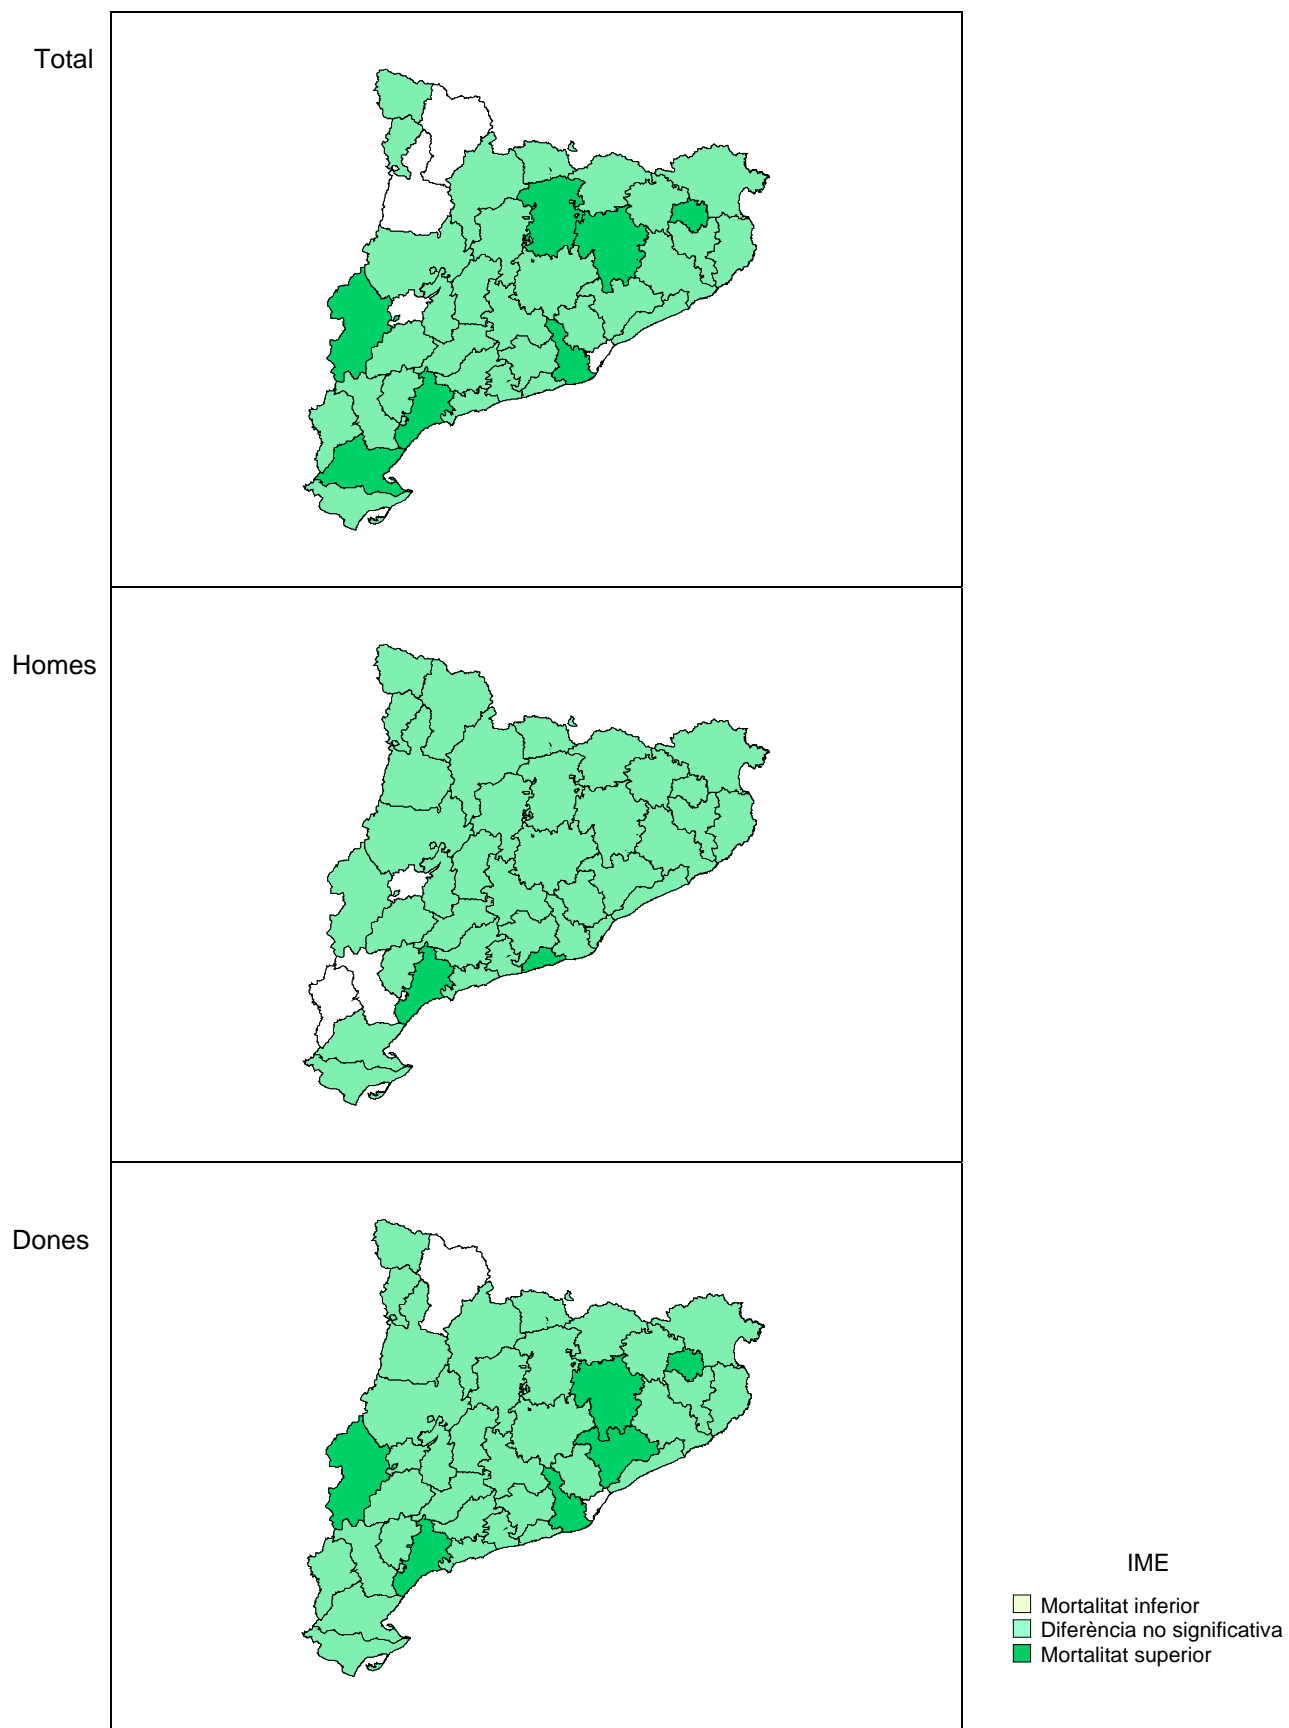 Total
Homes
Dones
IME
Mortalitat inferior
Diferència no significativa
Mortalitat superior